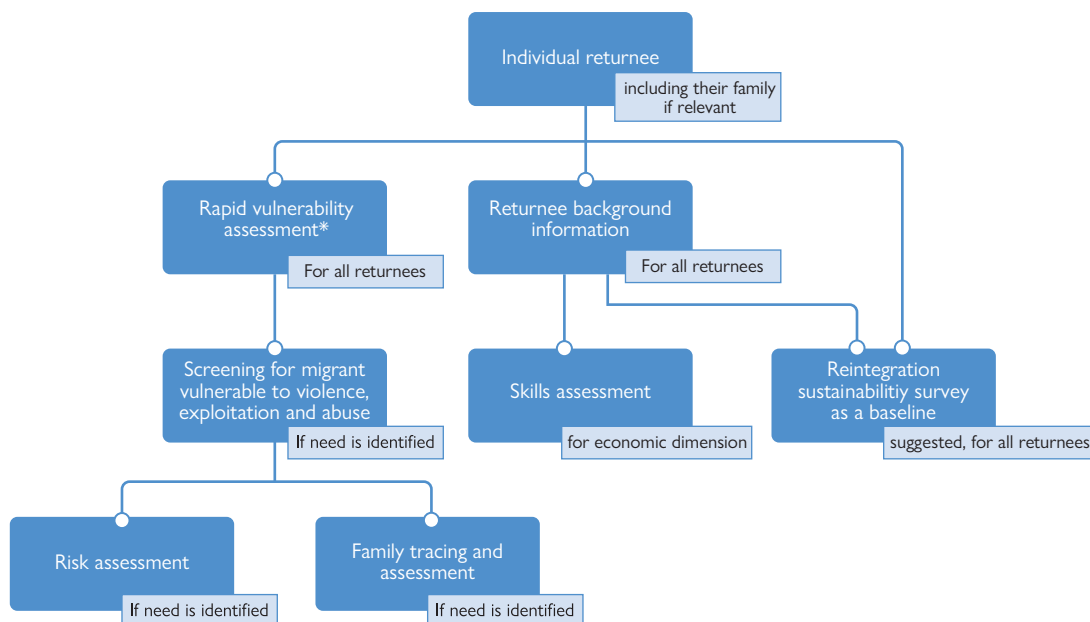 Individual returnee
including their family
if relevant
Rapid vulnerability
assessment*
For all returnees
Returnee background
information
For all returnees
Screening for migrant
vulnerable to violence,
exploitation and abuse
If need is identified
Skills assessment
for economic dimension
Reintegration
sustainabilitiy survey
as a baseline
suggested, for all returnees
Risk assessment
If need is identified
Family tracing and
assessment
If need is identified